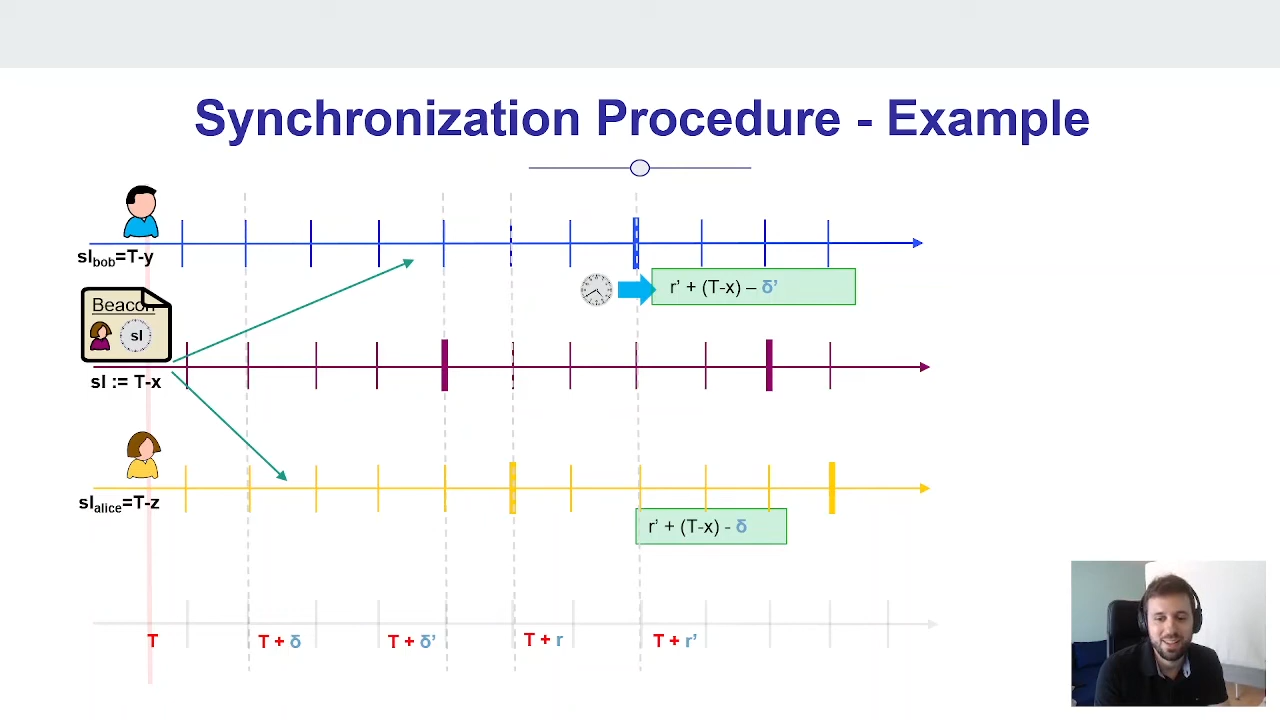 Synchronization Procedure - Example
sl_bob=T-y
r’ + (T-x) – δ’
Beacon
sl
sl := T-x
sl_alice=T-z
r’ + (T-x) - δ
T
T + δ
T + δ’
T + r
T + r’